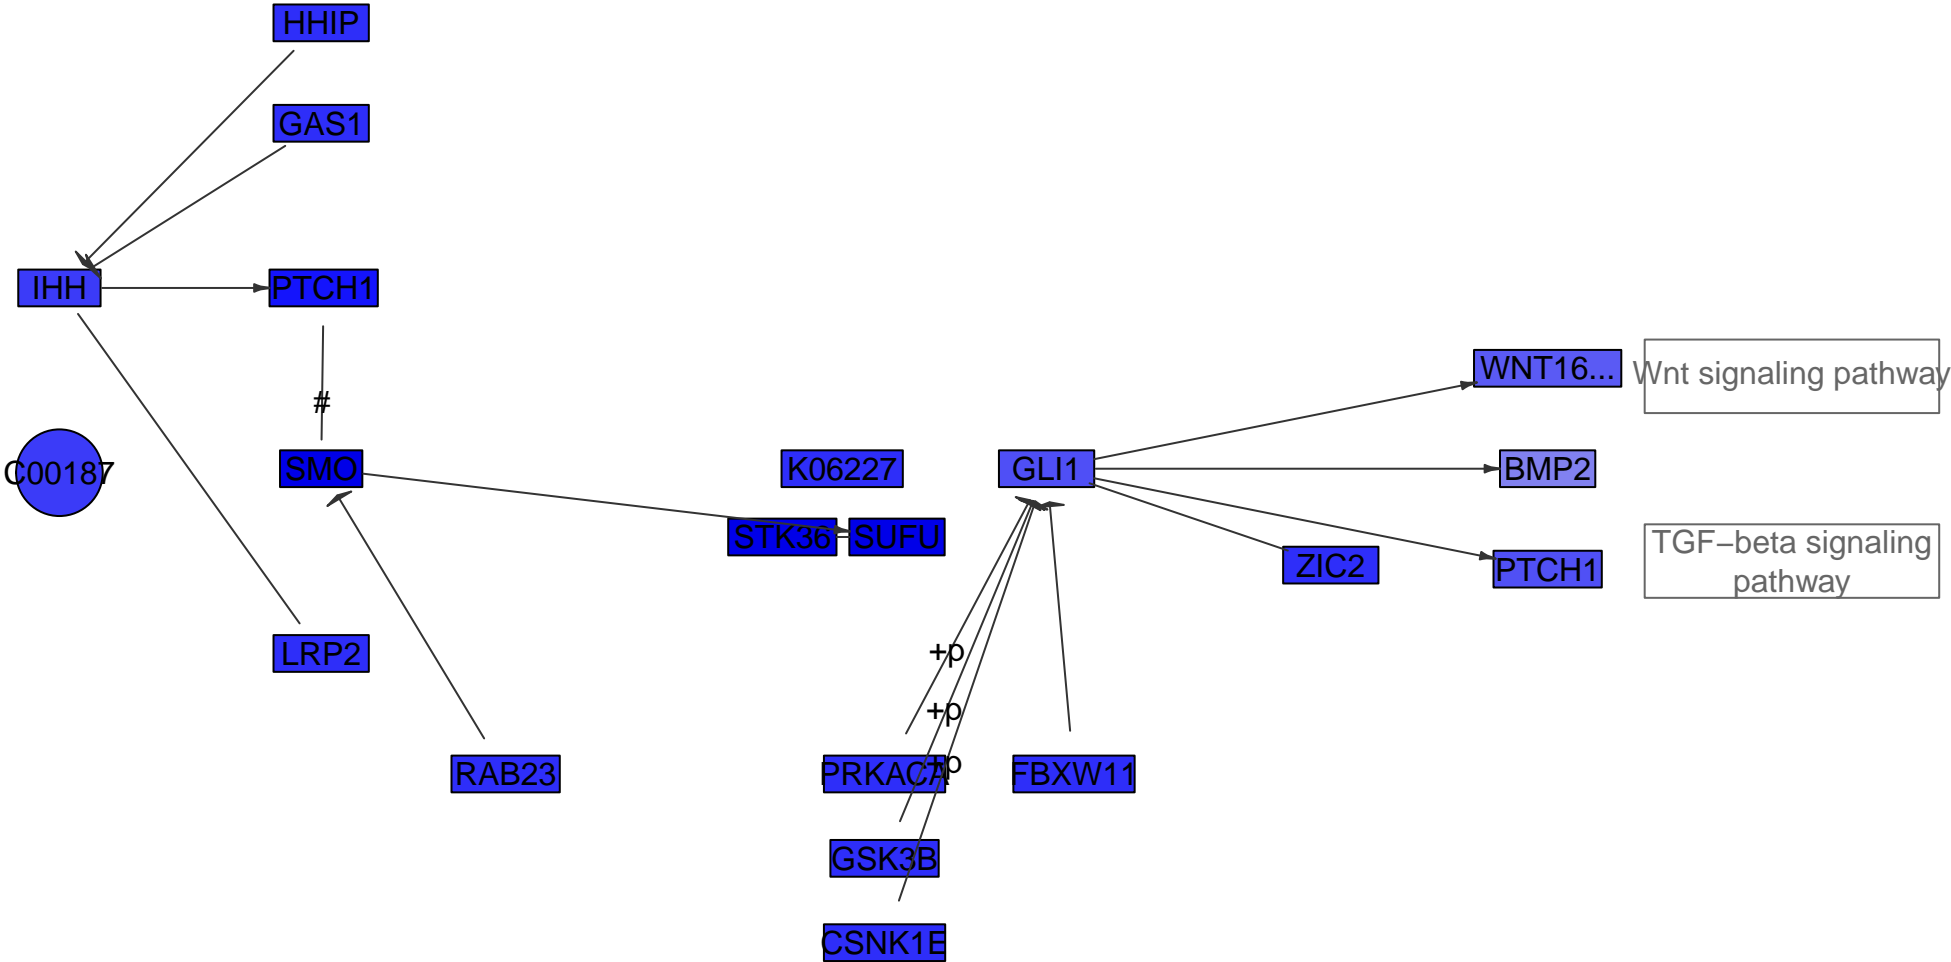 HHIP
GAS1
IHH
PTCH1
WNT16...
Wnt signaling pathway
#
C00187
SMO
K06227
GLI1
BMP2
STK36
SUFU
ZIC2
PTCH1
TGF−beta signaling
pathway
LRP2
+p
+p
+p
RAB23
PRKACA
FBXW11
GSK3B
CSNK1E